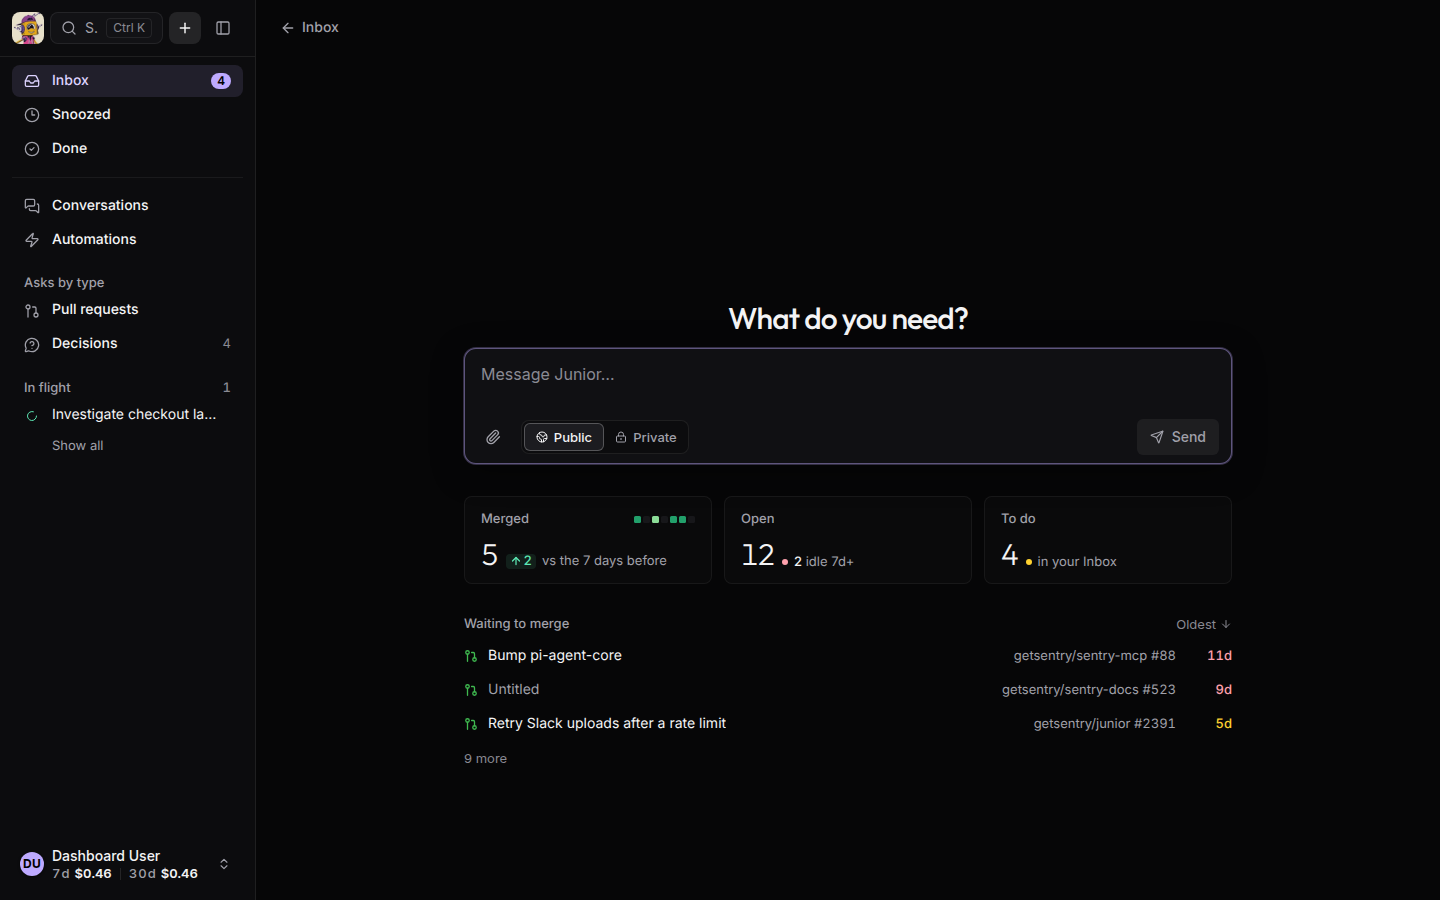 S. Ctrl K
Inbox 4
Snoozed
Done
Conversations
Automations
Asks by type
Pull requests
Decisions 4
In flight 1
Investigate checkout la...
Show all
DU Dashboard User
7d $0.46 30d $0.46
Inbox
What do you need?
Message Junior...
Public Private Send
Merged
5 2 vs the 7 days before
Open
12 2 idle 7d+
To do
4 in your Inbox
Waiting to merge Oldest
Bump pi-agent-core getsentry/sentry-mcp #88 11d
Untitled getsentry/sentry-docs #523 9d
Retry Slack uploads after a rate limit getsentry/junior #2391 5d
9 more